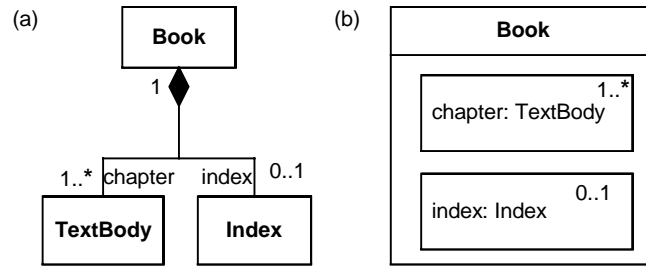 (a)
Book
1
1..* chapter index 0..1
TextBody Index
(b)
Book
1..*
chapter: TextBody
0..1
index: Index